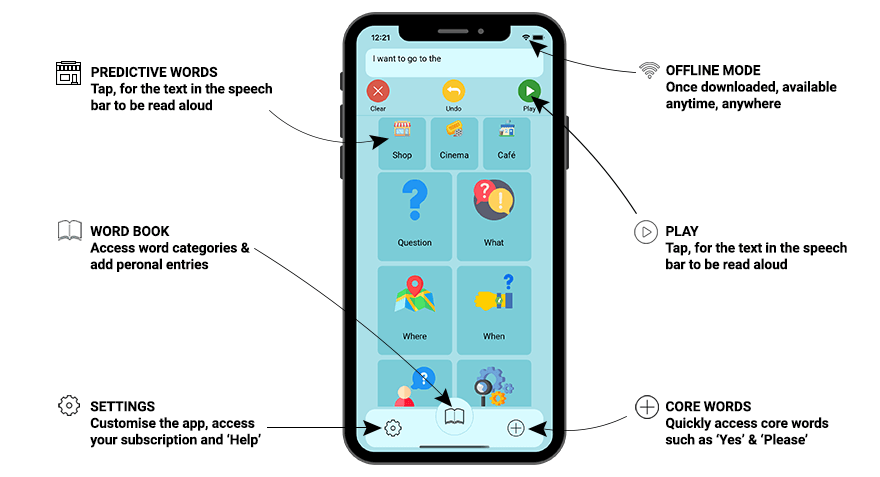 PREDICTIVE WORDS
Tap, for the text in the speech
bar to be read aloud
WORD BOOK
Access word categories &
add peronal entries
SETTINGS
Customise the app, access
your subscription and ‘Help’
12:21
I want to go to the
Clear
Undo
Play
Shop
Cinema
Café
Question
What
Where
When
OFFLINE MODE
Once downloaded, available
anytime, anywhere
PLAY
Tap, for the text in the speech
bar to be read aloud
CORE WORDS
Quickly access core words
such as ‘Yes’ & ‘Please’